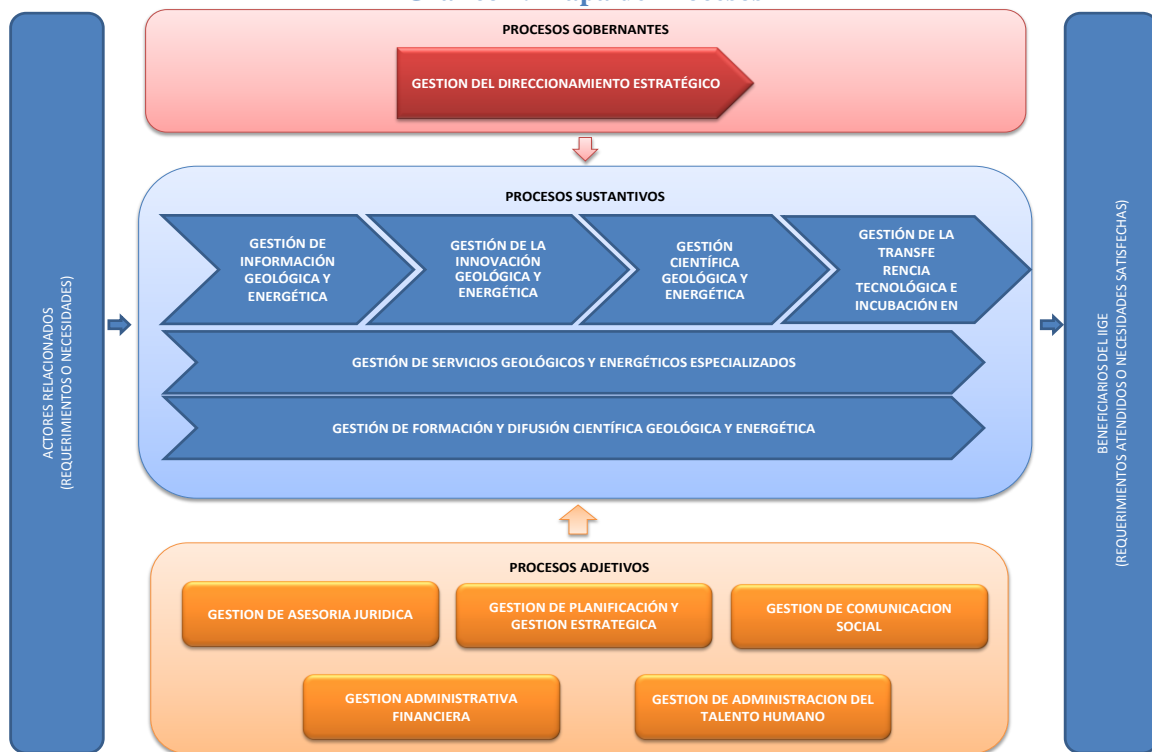 Gráfico Mapa de Procesos
PROCESOS GOBERNANTES
GESTION DEL DIRECCIONAMIENTO ESTRATÉGICO
ACTORES RELACIONADOS
(REQUERIMIENTOS O NECESIDADES)
PROCESOS SUSTANTIVOS
GESTIÓN DE
INFORMACIÓN
GEOLÓGICA Y
ENERGÉTICA
GESTIÓN DE LA
INNOVACIÓN
GEOLÓGICA Y
ENERGÉTICA
GESTIÓN
CIENTÍFICA
GEOLÓGICA Y
ENERGÉTICA
GESTIÓN DE LA
TRANSFE
RENCIA
TECNOLÓGICA E
INCUBACIÓN EN
GESTIÓN DE SERVICIOS GEOLÓGICOS Y ENERGÉTICOS ESPECIALIZADOS
GESTIÓN DE FORMACIÓN Y DIFUSIÓN CIENTÍFICA GEOLÓGICA Y ENERGÉTICA
BENEFICIARIOS DEL IIGE
(REQUERIMIENTOS ATENDIDOS O NECESIDADES SATISFECHAS)
PROCESOS ADJETIVOS
GESTION DE ASESORIA JURIDICA
GESTION DE PLANIFICACIÓN Y
GESTION ESTRATEGICA
GESTION DE COMUNICACION
SOCIAL
GESTION ADMINISTRATIVA
FINANCIERA
GESTION DE ADMINISTRACION DEL
TALENTO HUMANO